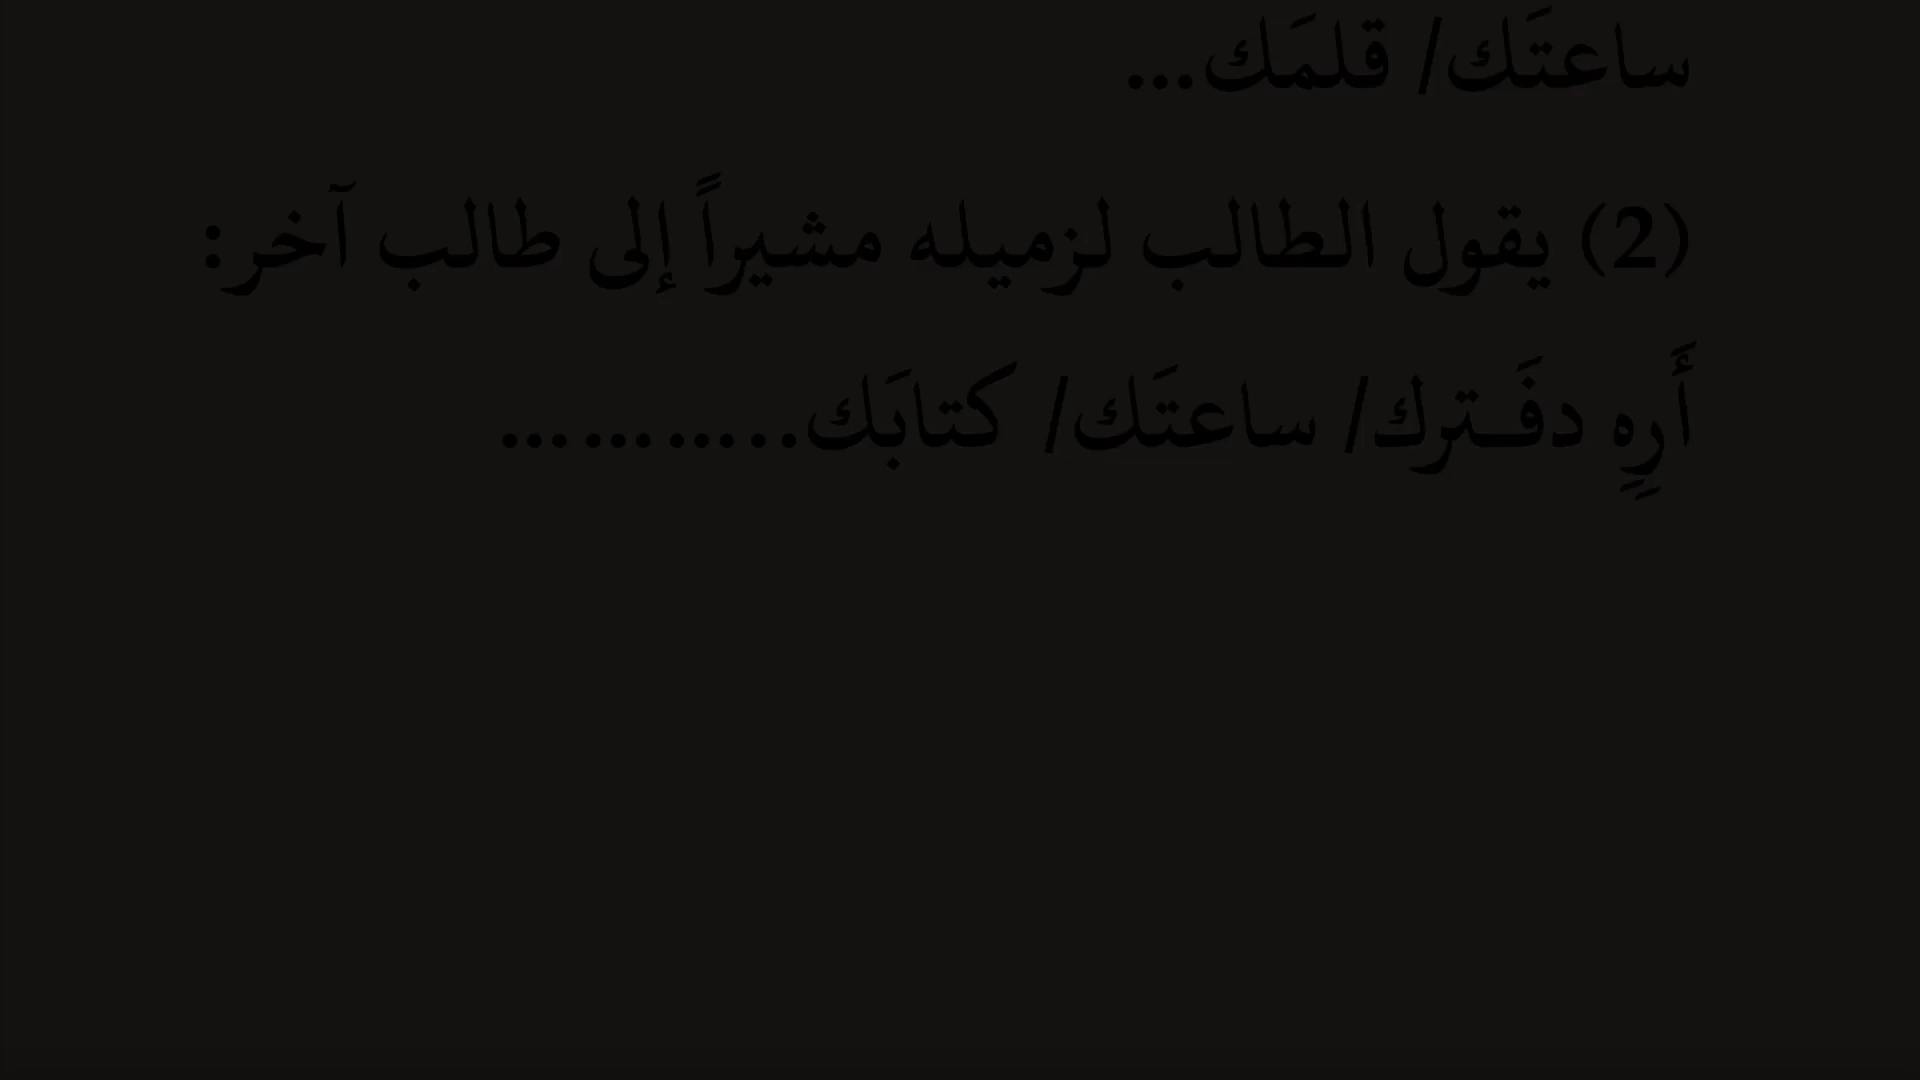 ساعتَك/ قلمَك...
(2) يقول الطالب لزميله مشيراً إلى طالب آخر:
أَرِهِ دفَـترك/ ساعتَك/ كتابَك...........